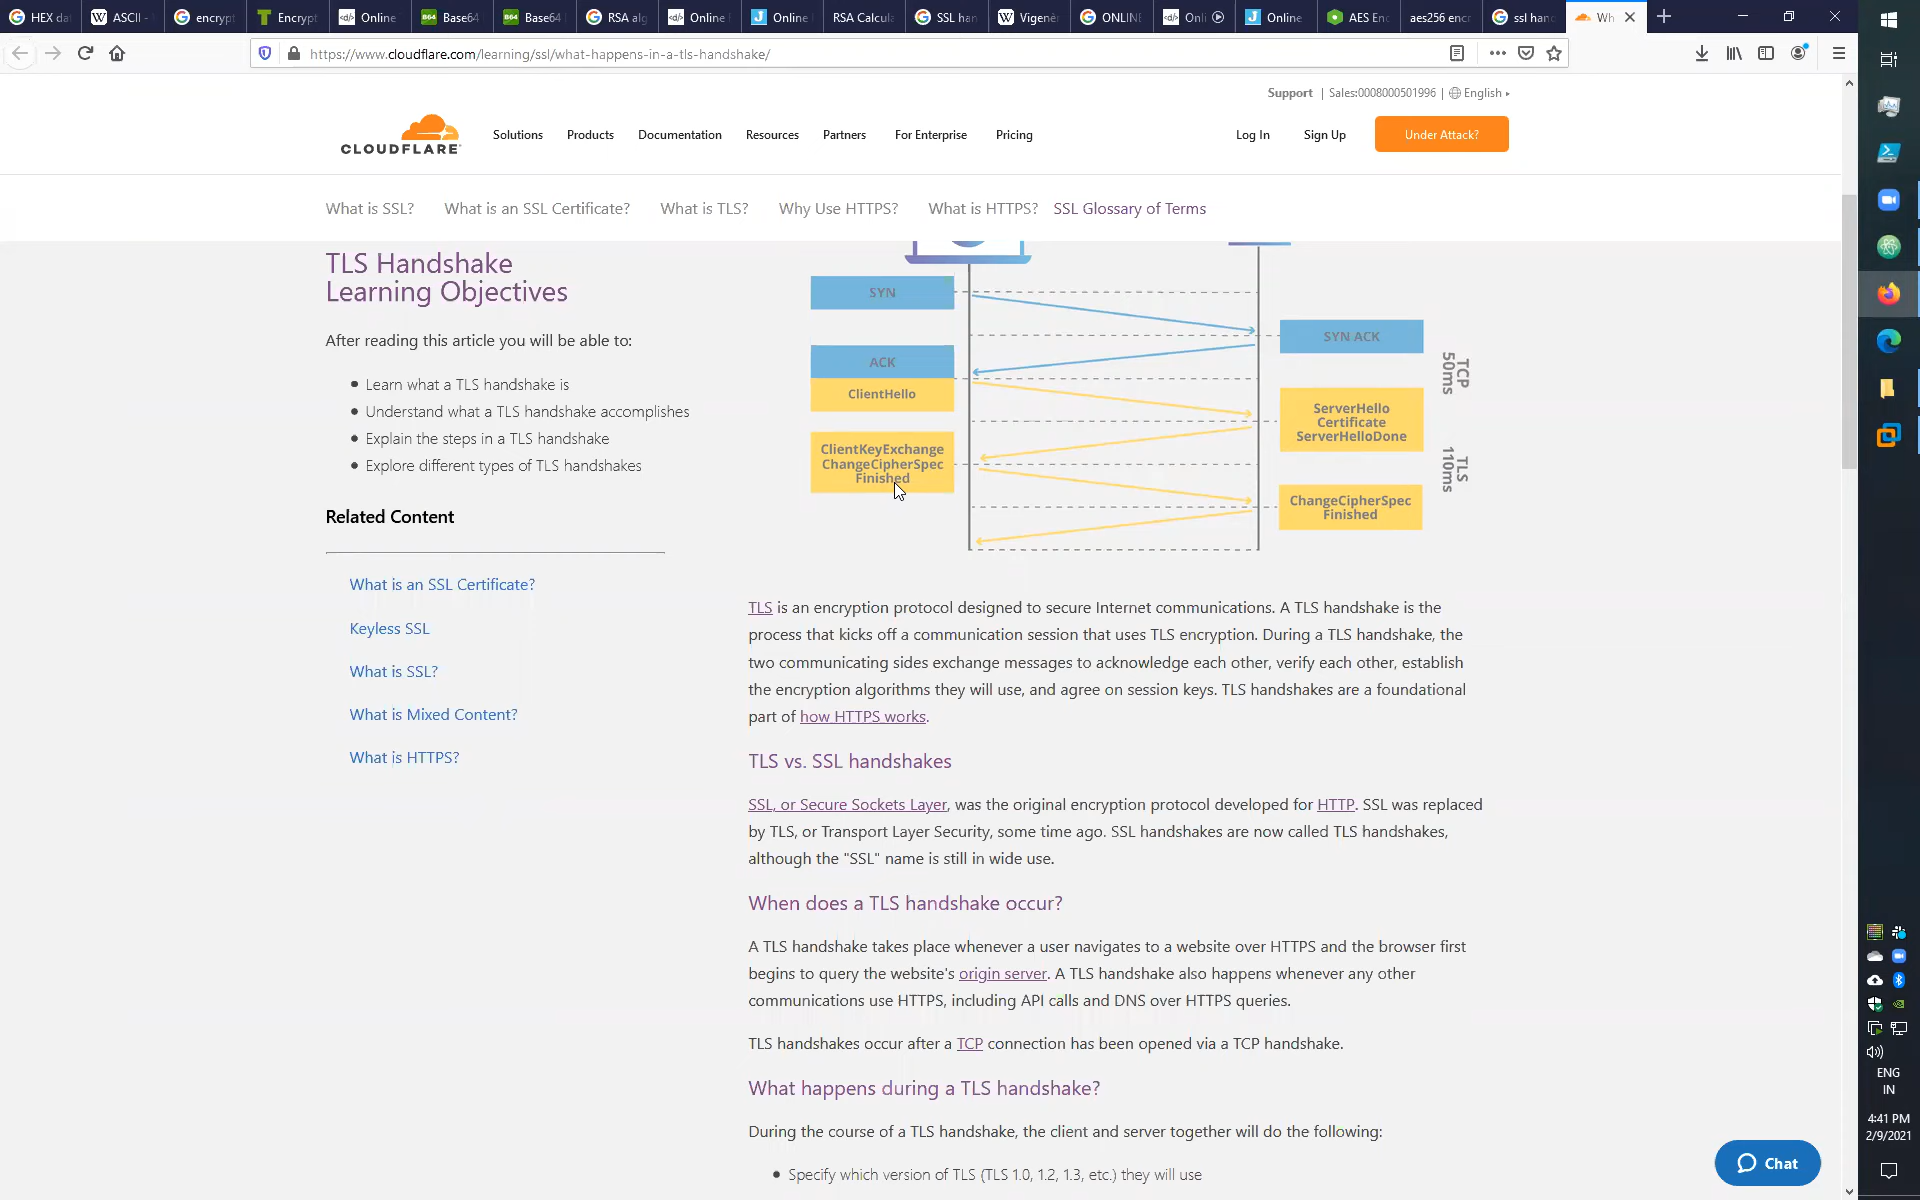 HEX da
ASCII -
encrypt
Encrypt
Online
Base64
Base64
RSA alg
Online
Online
RSA Calcula
SSL han
Vigenèr
ONLINE
Onli
Online
AES Enc
aes256 encr
ssl hand
Wh
https://www.cloudflare.com/learning/ssl/what-happens-in-a-tls-handshake/
Support | Sales:0008000501996 | English
CLOUDFLARE
Solutions Products Documentation Resources Partners For Enterprise Pricing
Log In Sign Up Under Attack?
What is SSL? What is an SSL Certificate? What is TLS? Why Use HTTPS? What is HTTPS? SSL Glossary of Terms
TLS Handshake
Learning Objectives
After reading this article you will be able to:
Learn what a TLS handshake is
Understand what a TLS handshake accomplishes
Explain the steps in a TLS handshake
Explore different types of TLS handshakes
Related Content
What is an SSL Certificate?
Keyless SSL
What is SSL?
What is Mixed Content?
What is HTTPS?
SYN
SYN ACK
ACK
ClientHello
ServerHello
Certificate
ServerHelloDone
ClientKeyExchange
ChangeCipherSpec
Finished
ChangeCipherSpec
Finished
TCP
50ms
TLS
110ms
TLS is an encryption protocol designed to secure Internet communications. A TLS handshake is the
process that kicks off a communication session that uses TLS encryption. During a TLS handshake, the
two communicating sides exchange messages to acknowledge each other, verify each other, establish
the encryption algorithms they will use, and agree on session keys. TLS handshakes are a foundational
part of how HTTPS works.
TLS vs. SSL handshakes
SSL, or Secure Sockets Layer, was the original encryption protocol developed for HTTP. SSL was replaced
by TLS, or Transport Layer Security, some time ago. SSL handshakes are now called TLS handshakes,
although the "SSL" name is still in wide use.
When does a TLS handshake occur?
A TLS handshake takes place whenever a user navigates to a website over HTTPS and the browser first
begins to query the website's origin server. A TLS handshake also happens whenever any other
communications use HTTPS, including API calls and DNS over HTTPS queries.
TLS handshakes occur after a TCP connection has been opened via a TCP handshake.
What happens during a TLS handshake?
During the course of a TLS handshake, the client and server together will do the following:
Specify which version of TLS (TLS 1.0, 1.2, 1.3, etc.) they will use
Chat
ENG
IN
4:41 PM
2/9/2021